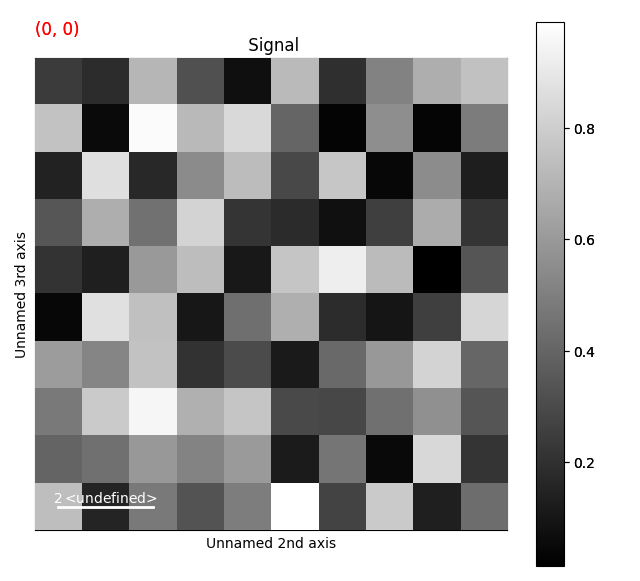 (0, 0)
Signal
Unnamed 3rd axis
2 <undefined>
Unnamed 2nd axis
0.8
0.6
0.4
0.2